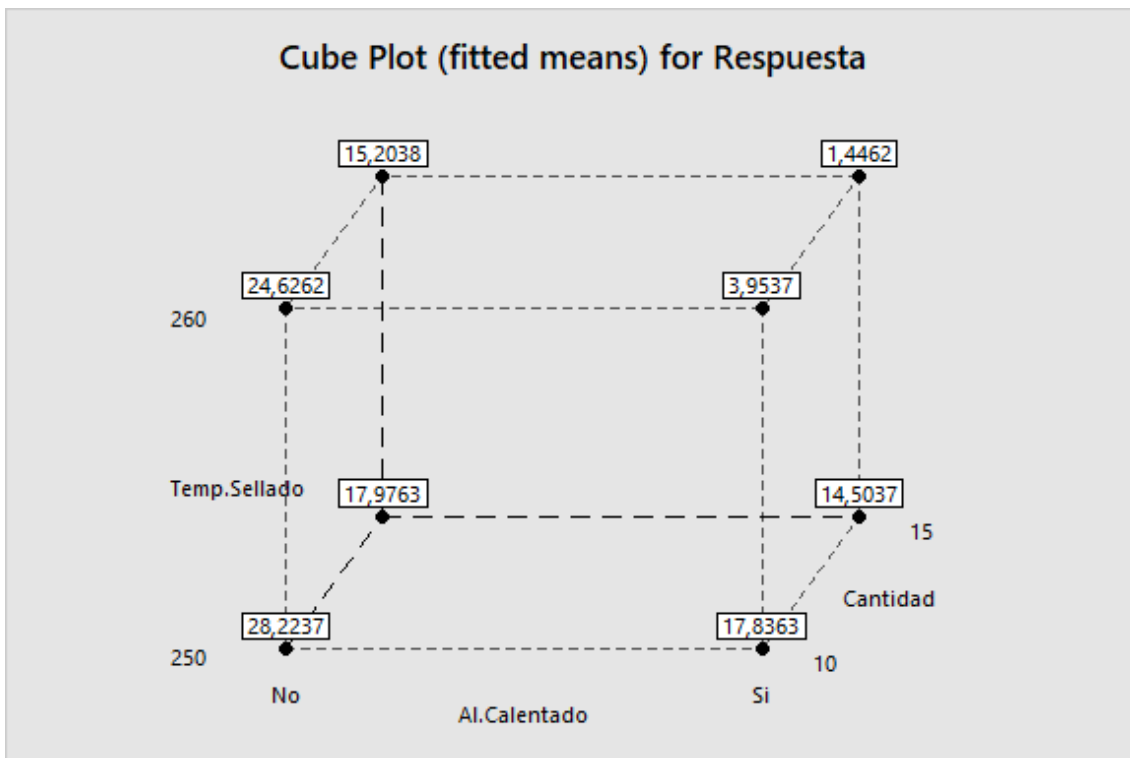 Cube Plot (fitted means) for Respuesta
15,2038 1,4462
24,6262 3,9537
260
Temp.Sellado 17,9763 14,5037
15
Cantidad
28,2237 17,8363
250 10
No Si
Al.Calentado